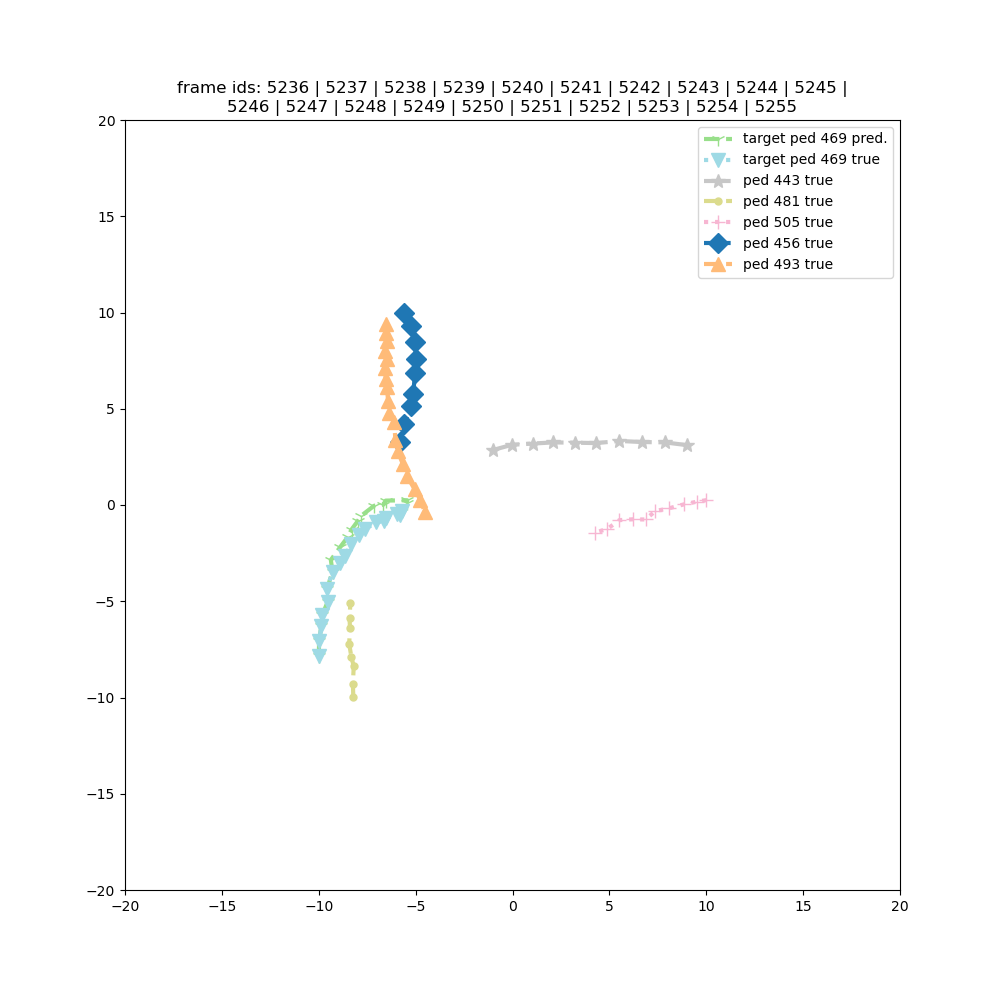 frame ids: 5236 | 5237 | 5238 | 5239 | 5240 | 5241 | 5242 | 5243 | 5244 | 5245 |
5246 | 5247 | 5248 | 5249 | 5250 | 5251 | 5252 | 5253 | 5254 | 5255
target ped 469 pred.
target ped 469 true
ped 443 true
ped 481 true
ped 505 true
ped 456 true
ped 493 true
20
15
10
5
0
−5
−10
−15
−20
−20 −15 −10 −5 0 5 10 15 20